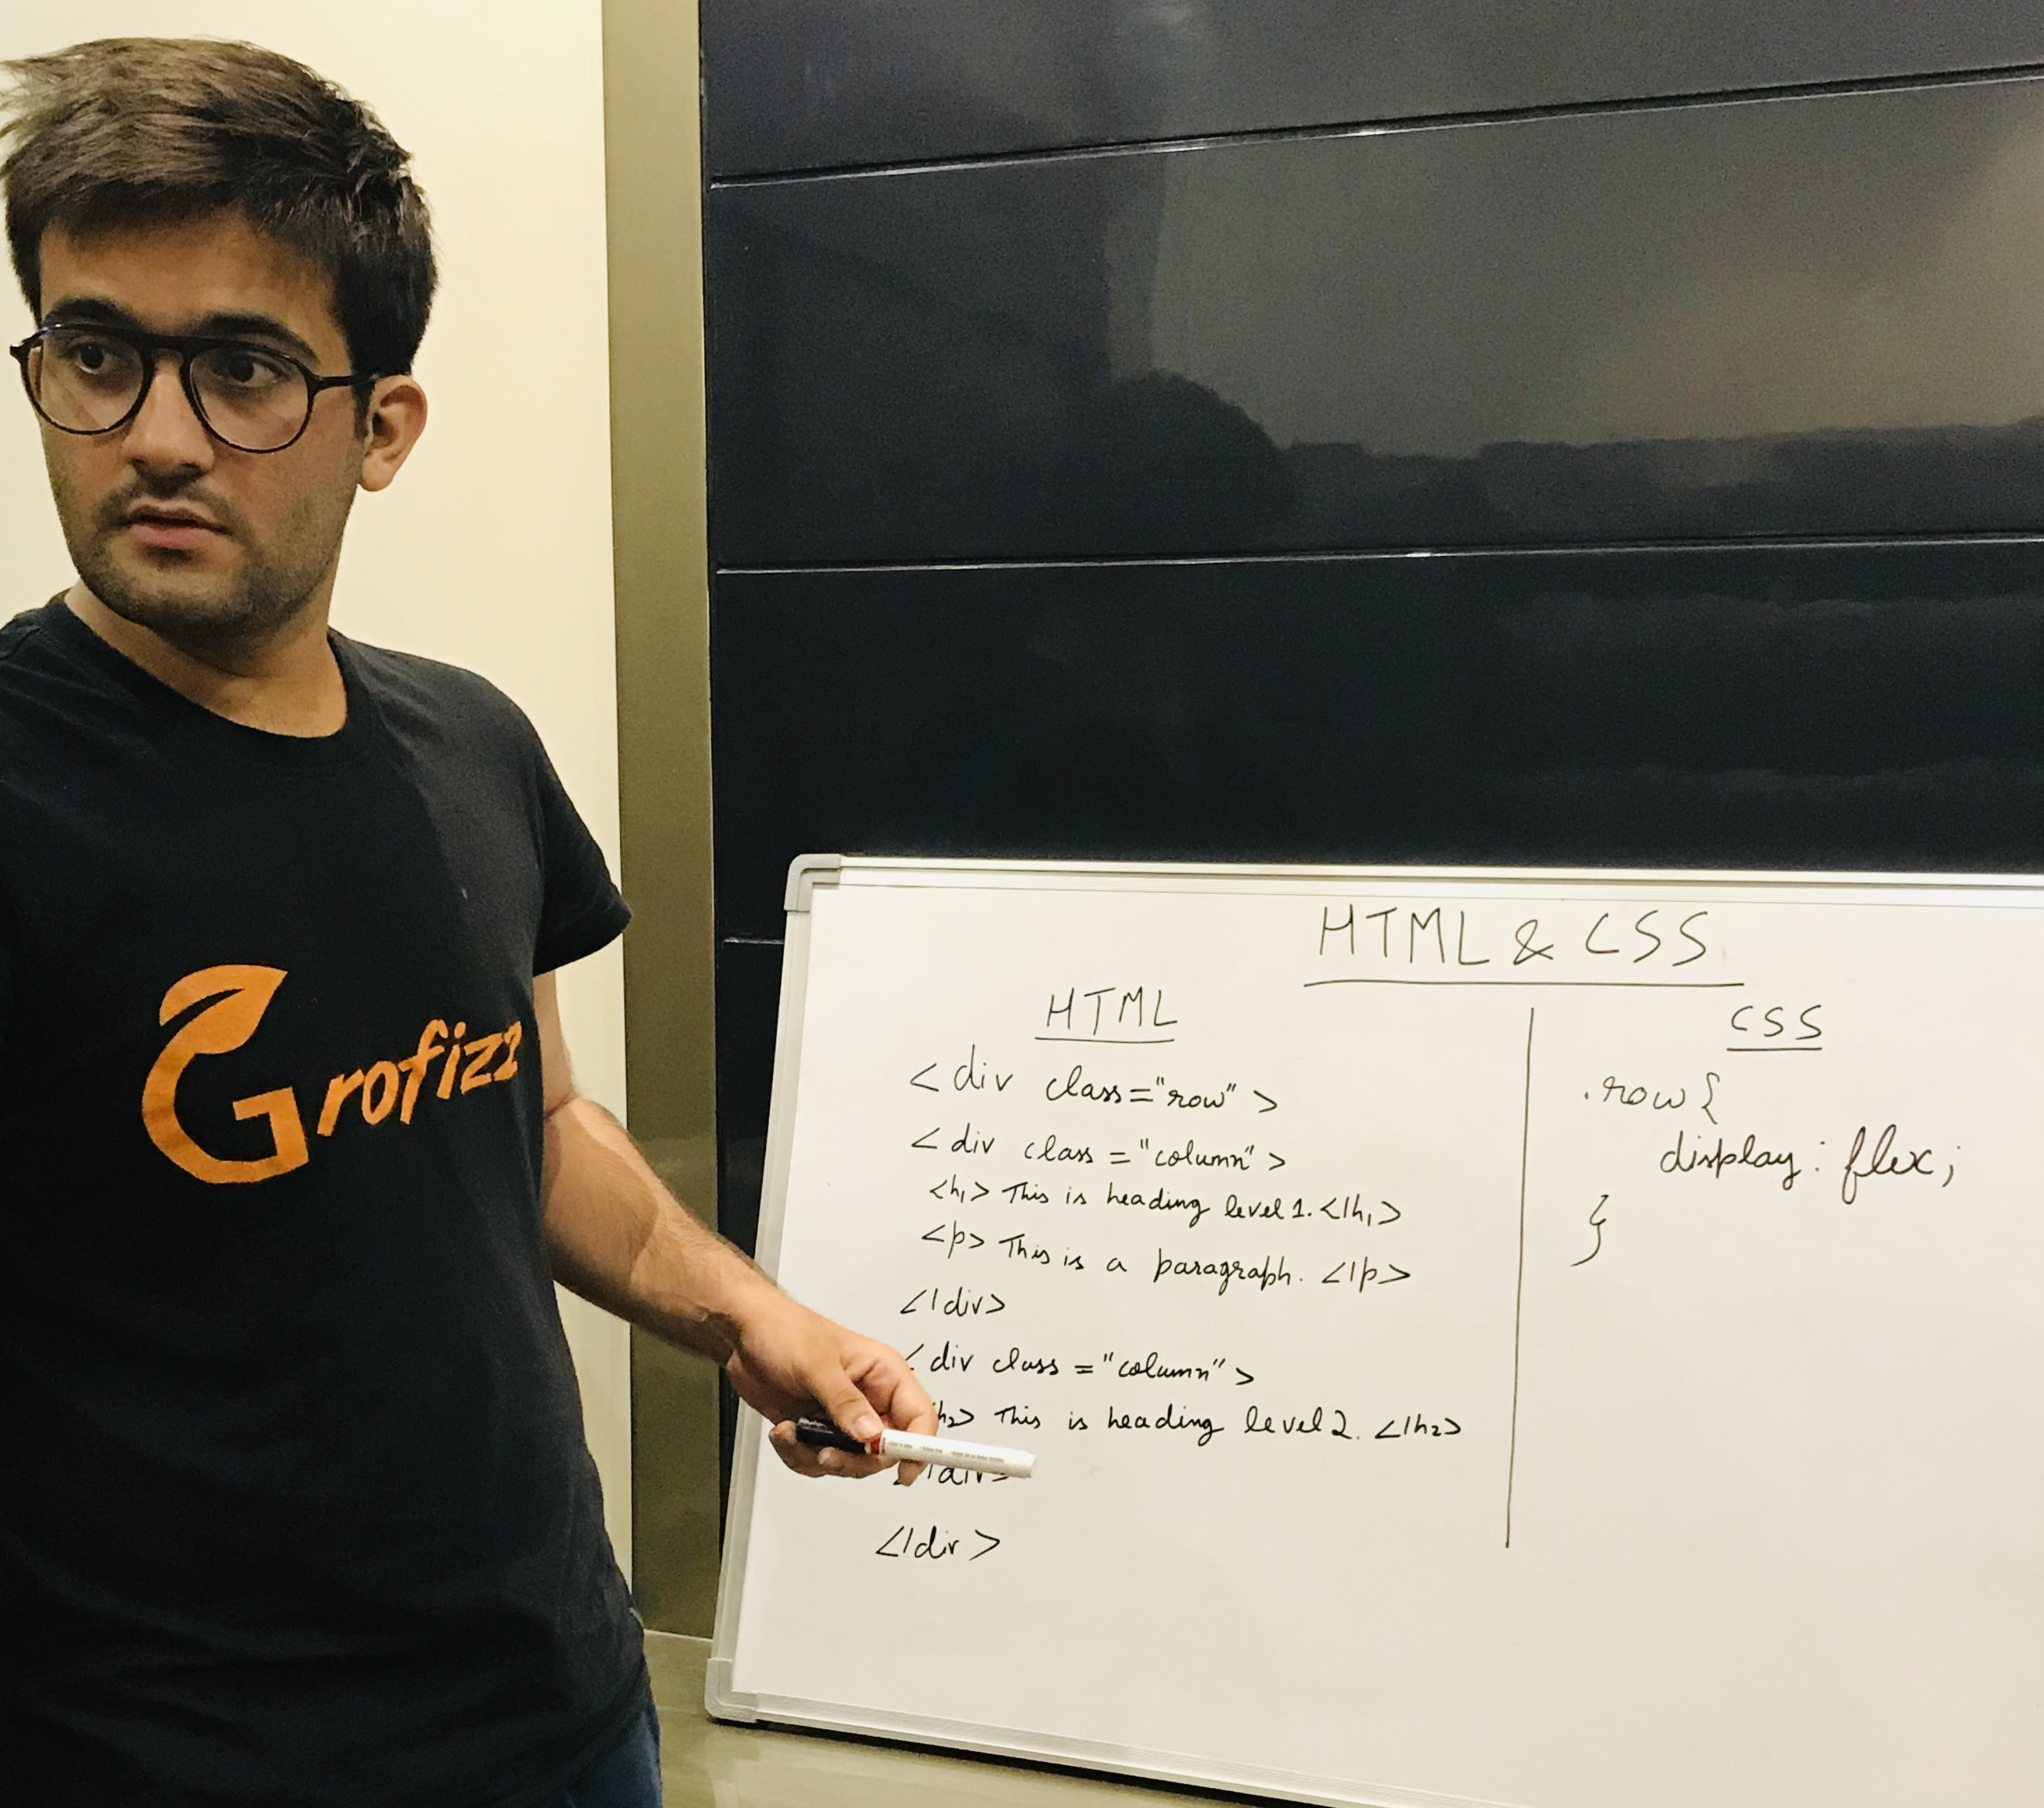 Grofizz
HTML & CSS
HTML
<div class="row">
<div class="column">
<h1> This is heading level 1. </h1>
<p> This is a paragraph. </p>
</div>
<div class="column">
h2> This is heading level 2. </h2>
</div>
</div>
CSS
.row{
display: flex;
}